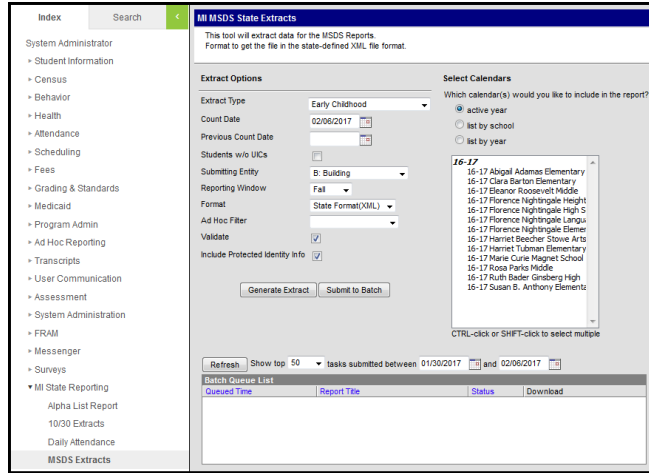 Index
Search
<
System Administrator
Student Information
Census
Behavior
Health
Attendance
Scheduling
Fees
Grading & Standards
Medicaid
Program Admin
Ad Hoc Reporting
Transcripts
User Communication
Assessment
System Administration
FRAM
Messenger
Surveys
MI State Reporting
Alpha List Report
10/30 Extracts
Daily Attendance
MSDS Extracts
MI MSDS State Extracts
This tool will extract data for the MSDS Reports.
Format to get the file in the state-defined XML file format.
Extract Options
Extract Type Early Childhood
Count Date 02/06/2017
Previous Count Date
Students w/o UICs
Submitting Entity B: Building
Reporting Window Fall
Format State Format(XML)
Ad Hoc Filter
Validate
Include Protected Identity Info
Generate Extract Submit to Batch
Select Calendars
Which calendar(s) would you like to include in the report?
active year
list by school
list by year
16-17
16-17 Abigail Adamas Elementary
16-17 Clara Barton Elementary
16-17 Eleanor Roosevelt Middle
16-17 Florence Nightingale Height
16-17 Florence Nightingale High S
16-17 Florence Nightingale Langu
16-17 Florence Nightingale Elemer
16-17 Harriet Beecher Stowe Arts
16-17 Harriet Tubman Elementary
16-17 Marie Curie Magnet School
16-17 Rosa Parks Middle
16-17 Ruth Bader Ginsberg High
16-17 Susan B. Anthony Elementa
CTRL-click or SHIFT-click to select multiple
Refresh Show top 50 tasks submitted between 01/30/2017 and 02/06/2017
Batch Queue List
Queued Time Report Title Status Download